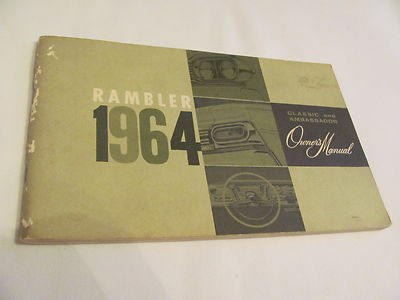 RAMBLER
1964
CLASSIC and
AMBASSADOR
Owner's Manual